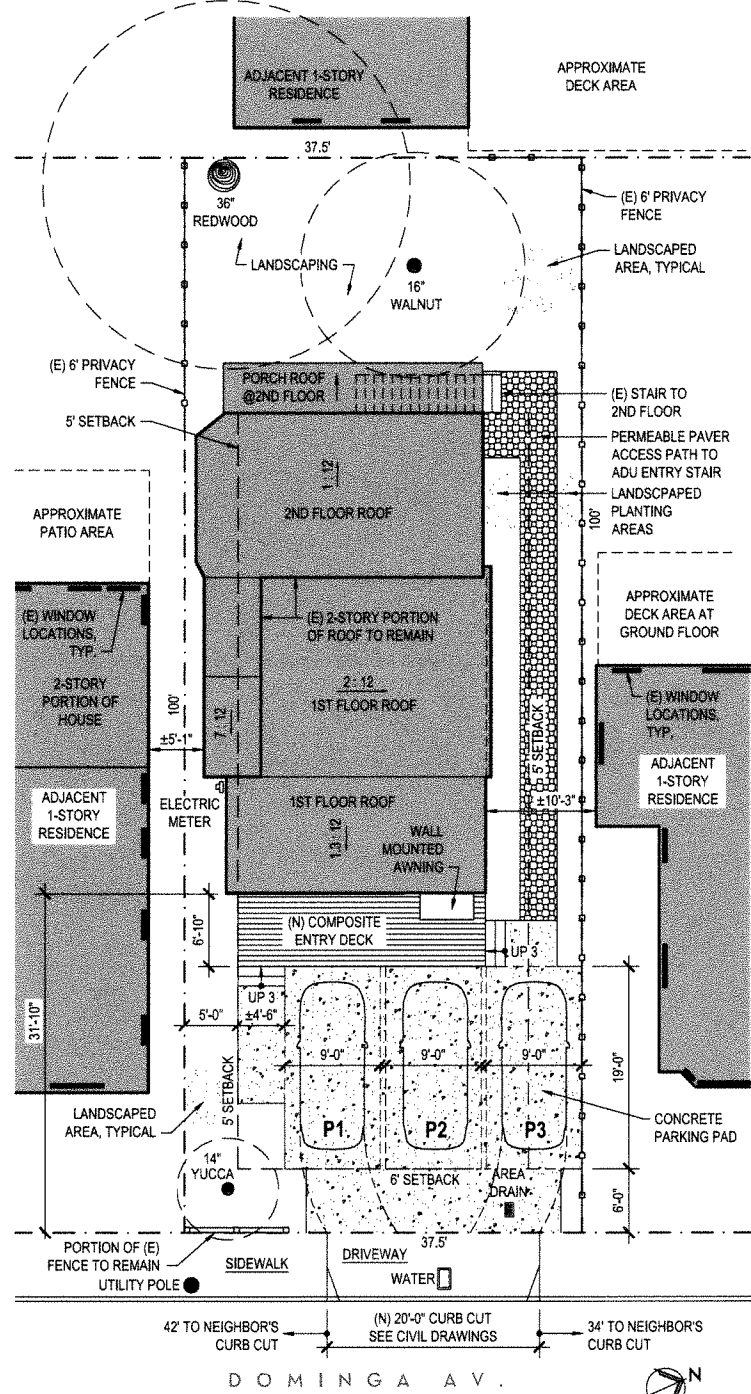 ADJACENT 1-STORY
RESIDENCE
APPROXIMATE
DECK AREA
37.5'
36"
REDWOOD
LANDSCAPING
16"
WALNUT
(E) 6' PRIVACY
FENCE
LANDSCAPED
AREA, TYPICAL
(E) 6' PRIVACY
FENCE
PORCH ROOF
@2ND FLOOR
(E) STAIR TO
2ND FLOOR
5' SETBACK
PERMEABLE PAVER
ACCESS PATH TO
ADU ENTRY STAIR
1 : 12
2ND FLOOR ROOF
LANDSCPAPED
PLANTING
AREAS
100'
APPROXIMATE
PATIO AREA
APPROXIMATE
DECK AREA AT
GROUND FLOOR
(E) WINDOW
LOCATIONS,
TYP.
2-STORY
PORTION OF
HOUSE
(E) 2-STORY PORTION
OF ROOF TO REMAIN
2 : 12
1ST FLOOR ROOF
7 : 12
100'
±5'-1"
5' SETBACK
(E) WINDOW
LOCATIONS,
TYP.
ADJACENT
1-STORY
RESIDENCE
ADJACENT
1-STORY
RESIDENCE
ELECTRIC
METER
1ST FLOOR ROOF
1.3 : 12
±10'-3"
WALL
MOUNTED
AWNING
6'-10"
(N) COMPOSITE
ENTRY DECK
UP 3
UP 3
31'-10"
5'-0"
±4'-6"
9'-0"
9'-0"
9'-0"
19'-0"
5' SETBACK
P1
P2
P3
LANDSCAPED
AREA, TYPICAL
CONCRETE
PARKING PAD
14"
YUCCA
6' SETBACK
AREA
DRAIN
6'-0"
37.5'
PORTION OF (E)
FENCE TO REMAIN
SIDEWALK
DRIVEWAY
UTILITY POLE
WATER
42' TO NEIGHBOR'S
CURB CUT
(N) 20'-0" CURB CUT
SEE CIVIL DRAWINGS
34' TO NEIGHBOR'S
CURB CUT
DOMINGA AV.
N